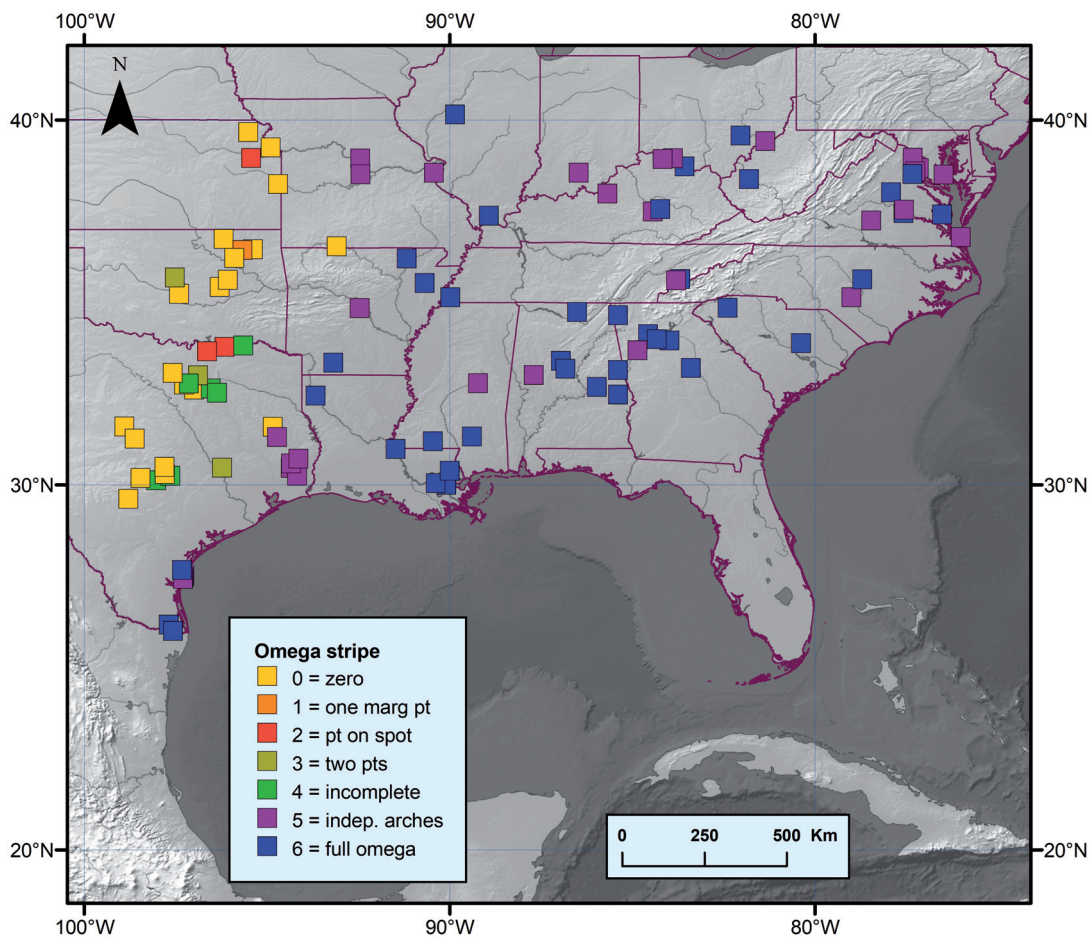 100°W 90°W 80°W
N
40°N 40°N
30°N 30°N
Omega stripe
0 = zero
1 = one marg pt
2 = pt on spot
3 = two pts
4 = incomplete
5 = indep. arches
6 = full omega
0 250 500 Km
20°N 20°N
100°W 90°W 80°W